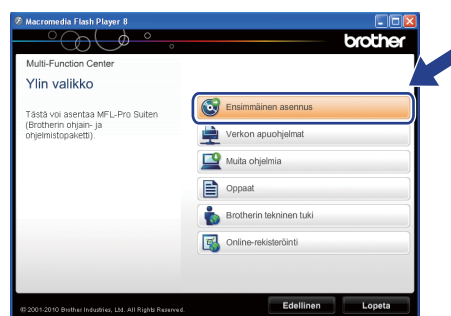 Macromedia Flash Player 8
brother
Multi-Function Center
Ylin valikko
Tästä voi asentaa MFL-Pro Suiten
(Brotherin ohjain- ja
ohjelmistopaketti).
Ensimmäinen asennus
Verkon apuohjelmat
Muita ohjelmia
Oppaat
Brotherin tekninen tuki
Online-rekisteröinti
© 2001-2010 Brother Industries, Ltd. All Rights Reserved.
Edellinen
Lopeta